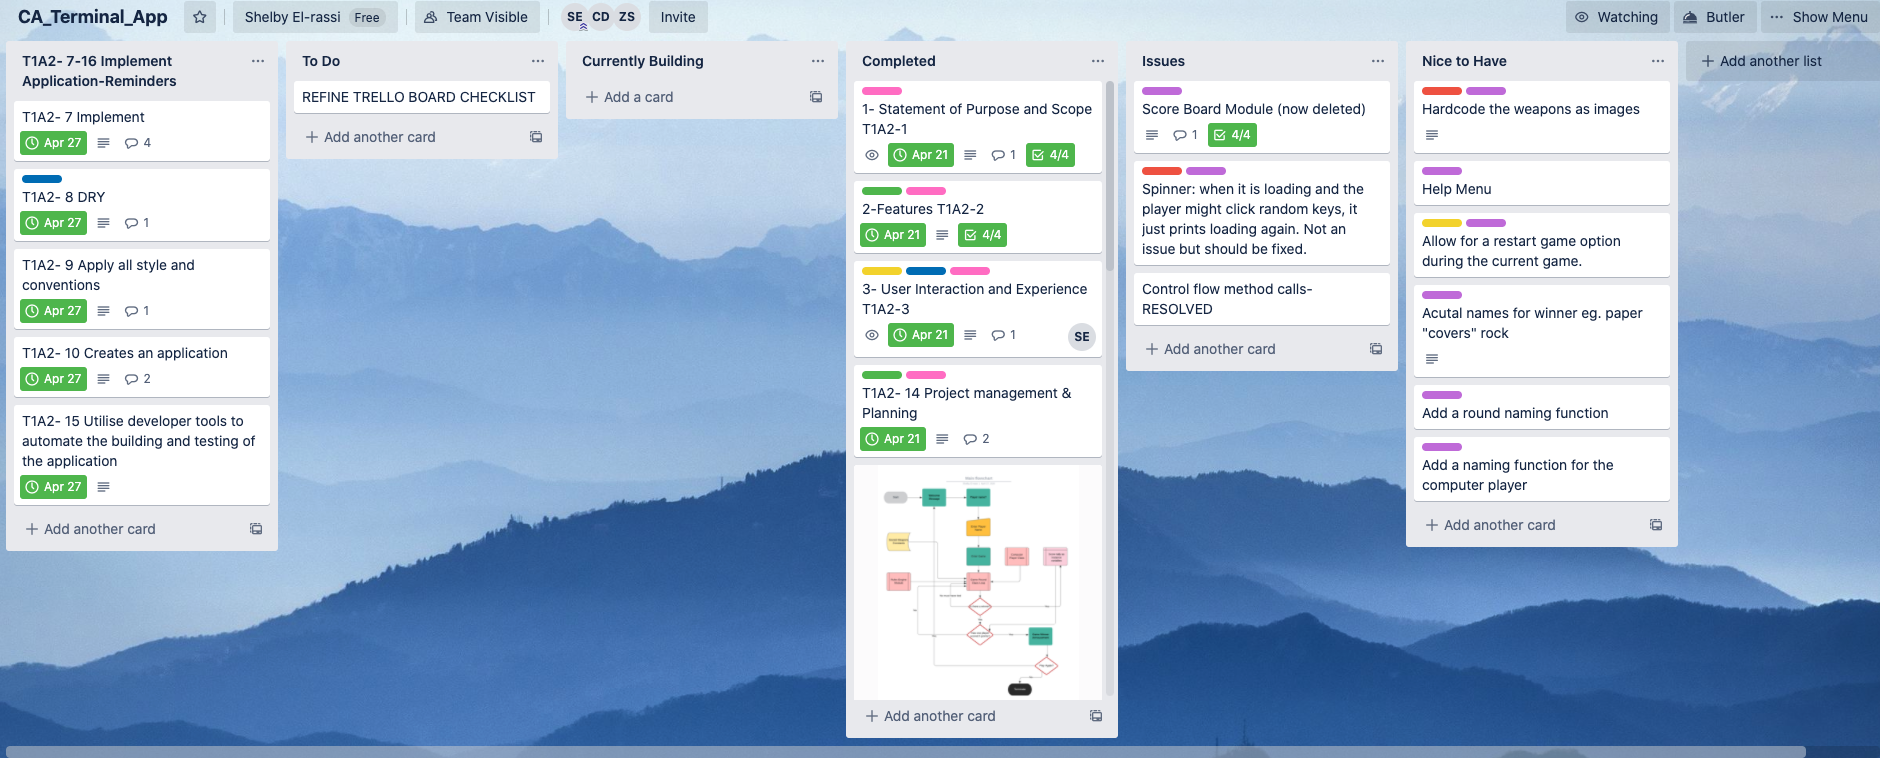 CA_Terminal_App
Shelby El-rassi Free
Team Visible
SE CD ZS
Invite
Watching
Butler
Show Menu
T1A2- 7-16 Implement
Application-Reminders
T1A2- 7 Implement
Apr 27 4
T1A2- 8 DRY
Apr 27 1
T1A2- 9 Apply all style and
conventions
Apr 27 1
T1A2- 10 Creates an application
Apr 27 2
T1A2- 15 Utilise developer tools to
automate the building and testing of
the application
Apr 27
Add another card
To Do
REFINE TRELLO BOARD CHECKLIST
Add another card
Currently Building
Add a card
Completed
1- Statement of Purpose and Scope
T1A2-1
Apr 21 1 4/4
2-Features T1A2-2
Apr 21 4/4
3- User Interaction and Experience
T1A2-3
Apr 21 1 SE
T1A2- 14 Project management &
Planning
Apr 21 2
Add another card
Issues
Score Board Module (now deleted)
1 4/4
Spinner: when it is loading and the
player might click random keys, it
just prints loading again. Not an
issue but should be fixed.
Control flow method calls-
RESOLVED
Add another card
Nice to Have
Hardcode the weapons as images
Help Menu
Allow for a restart game option
during the current game.
Acutal names for winner eg. paper
"covers" rock
Add a round naming function
Add a naming function for the
computer player
Add another card
Add another list